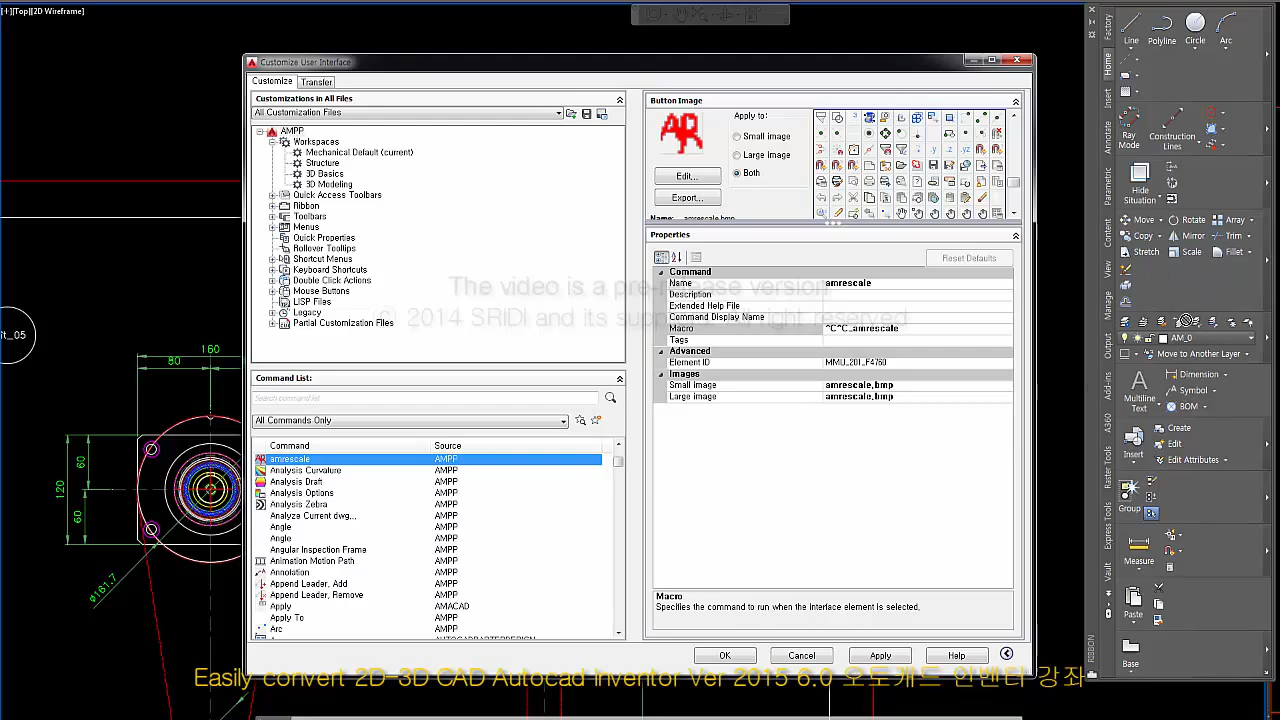 [-][Top][2D Wireframe]
Customize User Interface
Customize
Transfer
Customizations in All Files
All Customization Files
AMPP
Workspaces
Mechanical Default (current)
Structure
3D Basics
3D Modeling
Quick Access Toolbars
Ribbon
Toolbars
Menus
Quick Properties
Rollover Tooltips
Shortcut Menus
Keyboard Shortcuts
Double Click Actions
Mouse Buttons
LISP Files
Legacy
Partial Customization Files
Command List:
Search command list
All Commands Only
Command Source
amrescale AMPP
Analysis Curvature AMPP
Analysis Draft AMPP
Analysis Options AMPP
Analysis Zebra AMPP
Analyze Current dwg... AMPP
Angle AMPP
Angle AMPP
Angular Inspection Frame AMPP
Animation Motion Path AMPP
Annotation AMPP
Append Leader, Add AMPP
Append Leader, Remove AMPP
Apply AMACAD
Apply To AMPP
Arc AMPP
Button Image
AR
Apply to:
Small image
Large image
Both
Edit...
Export...
Name: amrescale.bmp
Properties
Reset Defaults
Command
Name amrescale
Description
Extended Help File
Command Display Name
Macro ^C^C_amrescale
Tags
Advanced
Element ID MMU_201_F4760
Images
Small Image amrescale.bmp
Large image amrescale.bmp
Macro
Specifies the command to run when the interface element is selected.
OK
Cancel
Apply
Help
The video is a pre-release version
© 2014 SRIDI and its suppliers. All right reserved
Easily convert 2D-3D CAD Autocad Inventor Ver 2015 6.0 오토캐드 인벤터 강좌
it_05
160
80
60
120
60
ø161.7
Factory
Home
Insert
Annotate
Parametric
Content
Manage
Output
Add-ins
A360
Raster Tools
Express Tools
Vault
RIBBON
Line
Polyline
Circle
Arc
Ray Mode
Construction Lines
Hide Situation
Move
Rotate
Array
Copy
Mirror
Trim
Stretch
Scale
Fillet
AM_0
Move to Another Layer
Multiline Text
Dimension
Symbol
BOM
Insert
Create
Edit
Edit Attributes
Group
Measure
Paste
Base